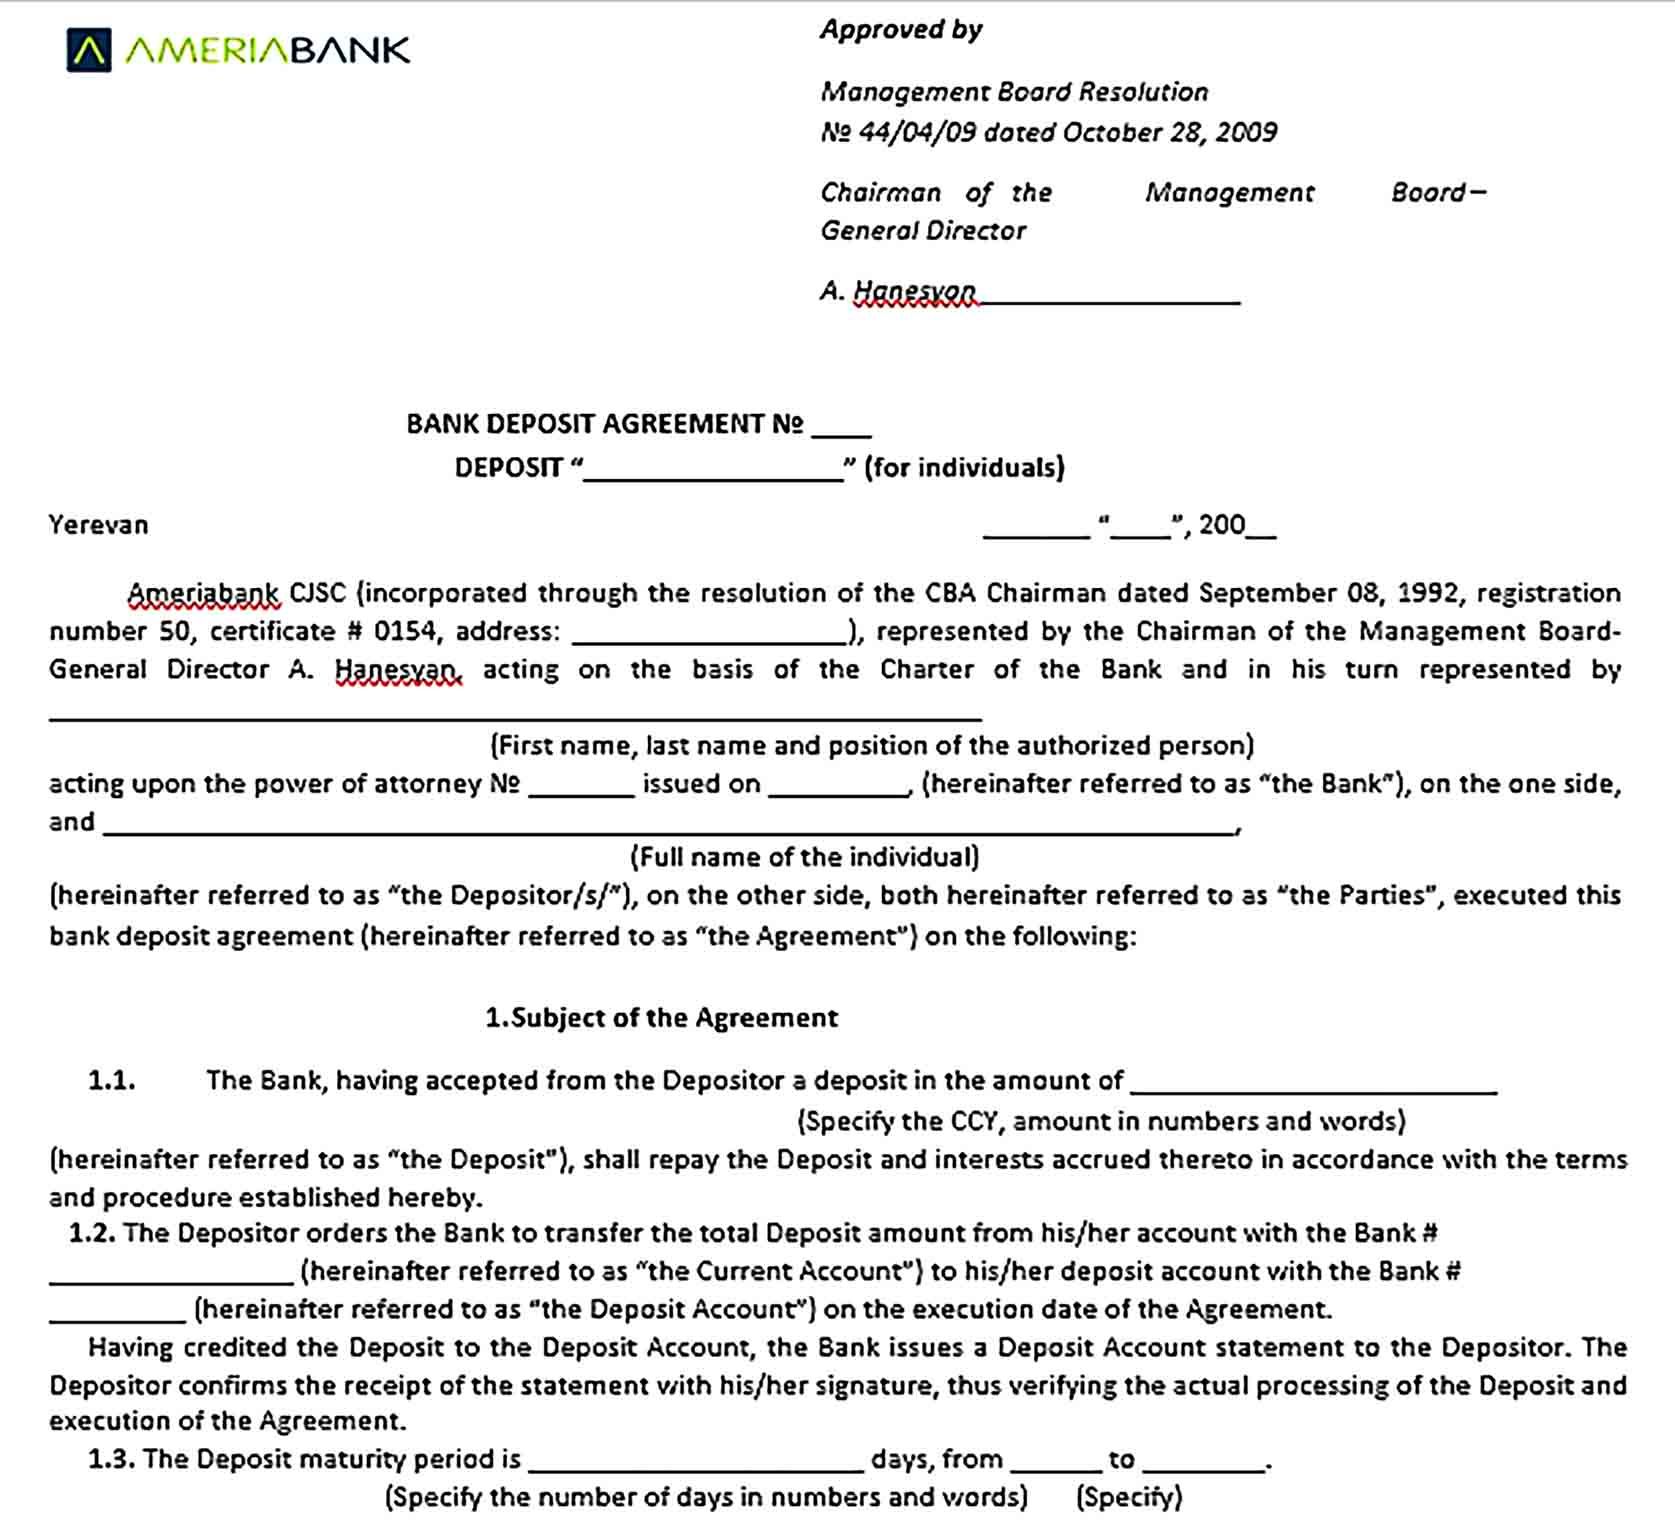 AMERIABANK
Approved by
Management Board Resolution
№ 44/04/09 dated October 28, 2009
Chairman of the Management Board–
General Director
A. Hanesyan____________________
BANK DEPOSIT AGREEMENT № ____
DEPOSIT “__________________” (for individuals)
Yerevan _______ “____”, 200__
Ameriabank CJSC (incorporated through the resolution of the CBA Chairman dated September 08, 1992, registration
number 50, certificate # 0154, address: __________________), represented by the Chairman of the Management Board-
General Director A. Hanesyan, acting on the basis of the Charter of the Bank and in his turn represented by
______________________________________________________________
(First name, last name and position of the authorized person)
acting upon the power of attorney № _______ issued on _________, (hereinafter referred to as “the Bank”), on the one side,
and ___________________________________________________________________________,
(Full name of the individual)
(hereinafter referred to as “the Depositor/s/”), on the other side, both hereinafter referred to as “the Parties”, executed this
bank deposit agreement (hereinafter referred to as “the Agreement”) on the following:
1.Subject of the Agreement
1.1. The Bank, having accepted from the Depositor a deposit in the amount of ________________________
(Specify the CCY, amount in numbers and words)
(hereinafter referred to as “the Deposit”), shall repay the Deposit and interests accrued thereto in accordance with the terms
and procedure established hereby.
1.2. The Depositor orders the Bank to transfer the total Deposit amount from his/her account with the Bank #
________________ (hereinafter referred to as “the Current Account”) to his/her deposit account with the Bank #
_________ (hereinafter referred to as “the Deposit Account”) on the execution date of the Agreement.
Having credited the Deposit to the Deposit Account, the Bank issues a Deposit Account statement to the Depositor. The
Depositor confirms the receipt of the statement with his/her signature, thus verifying the actual processing of the Deposit and
execution of the Agreement.
1.3. The Deposit maturity period is ______________________ days, from ______ to ________.
(Specify the number of days in numbers and words) (Specify)